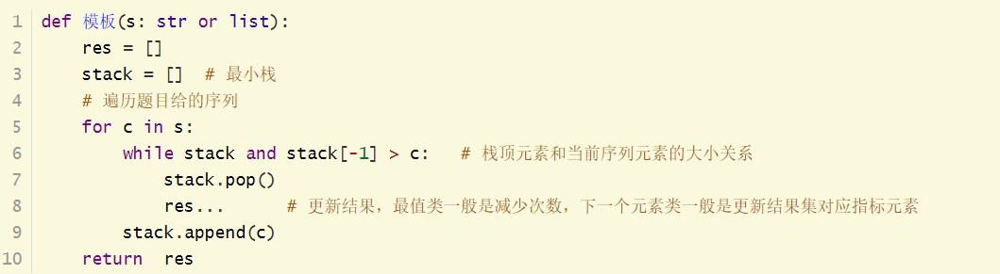 1 def 模板(s: str or list):
2     res = []
3     stack = []  # 最小栈
4     # 遍历题目给的序列
5     for c in s:
6         while stack and stack[-1] > c:   # 栈顶元素和当前序列元素的大小关系
7             stack.pop()
8             res...      # 更新结果，最值类一般是减少次数，下一个元素类一般是更新结果集对应指标元素
9         stack.append(c)
10     return  res